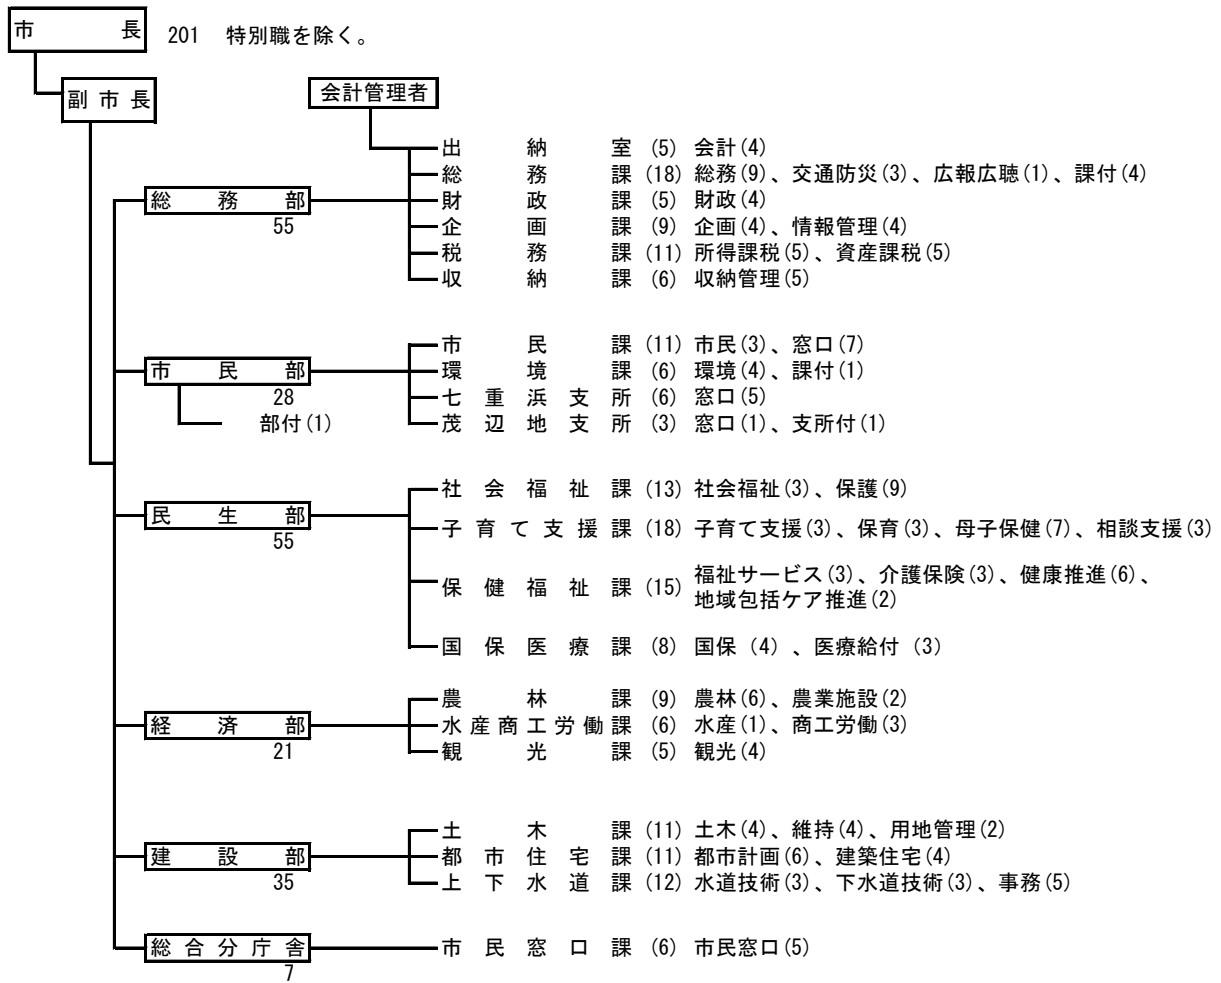 市長 201 特別職を除く。
副市長 会計管理者
出納室 (5) 会計(4)
総務課 (18) 総務(9)、交通防災(3)、広報広聴(1)、課付(4)
総務部 財政課 (5) 財政(4)
55 企画課 (9) 企画(4)、情報管理(4)
税務課 (11) 所得課税(5)、資産課税(5)
収納課 (6) 収納管理(5)
市民課 (11) 市民(3)、窓口(7)
市民部 環境課 (6) 環境(4)、課付(1)
28 七重浜支所 (6) 窓口(5)
部付(1) 茂辺地支所 (3) 窓口(1)、支所付(1)
社会福祉課 (13) 社会福祉(3)、保護(9)
民生部
55 子育て支援課 (18) 子育て支援(3)、保育(3)、母子保健(7)、相談支援(3)
保健福祉課 (15) 福祉サービス(3)、介護保険(3)、健康推進(6)、
地域包括ケア推進(2)
国保医療課 (8) 国保(4)、医療給付(3)
農林課 (9) 農林(6)、農業施設(2)
経済部 水産商工労働課 (6) 水産(1)、商工労働(3)
21 観光課 (5) 観光(4)
土木課 (11) 土木(4)、維持(4)、用地管理(2)
建設部 都市住宅課 (11) 都市計画(6)、建築住宅(4)
35 上下水道課 (12) 水道技術(3)、下水道技術(3)、事務(5)
総合分庁舎 市民窓口課 (6) 市民窓口(5)
7